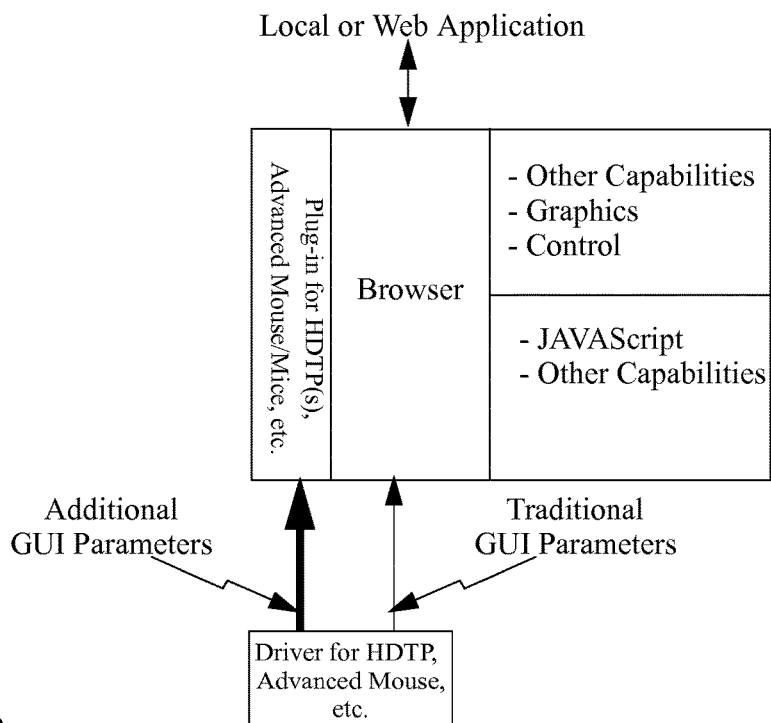 Local or Web Application
Plug-in for HDTP(s),
Advanced Mouse/Mice, etc.
Browser
- Other Capabilities
- Graphics
- Control
- JAVAScript
- Other Capabilities
Additional
GUI Parameters
Traditional
GUI Parameters
Driver for HDTP,
Advanced Mouse,
etc.